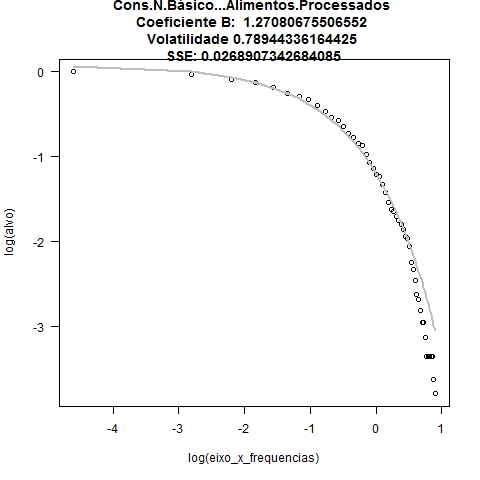 Cons.N.Básico...Alimentos.Processados
Coeficiente B:  1.27080675506552
Volatilidade 0.78944336164425
SSE: 0.0268907342684085
0
-1
-2
-3
log(alvo)
-4
-3
-2
-1
0
1
log(eixo_x_frequencias)